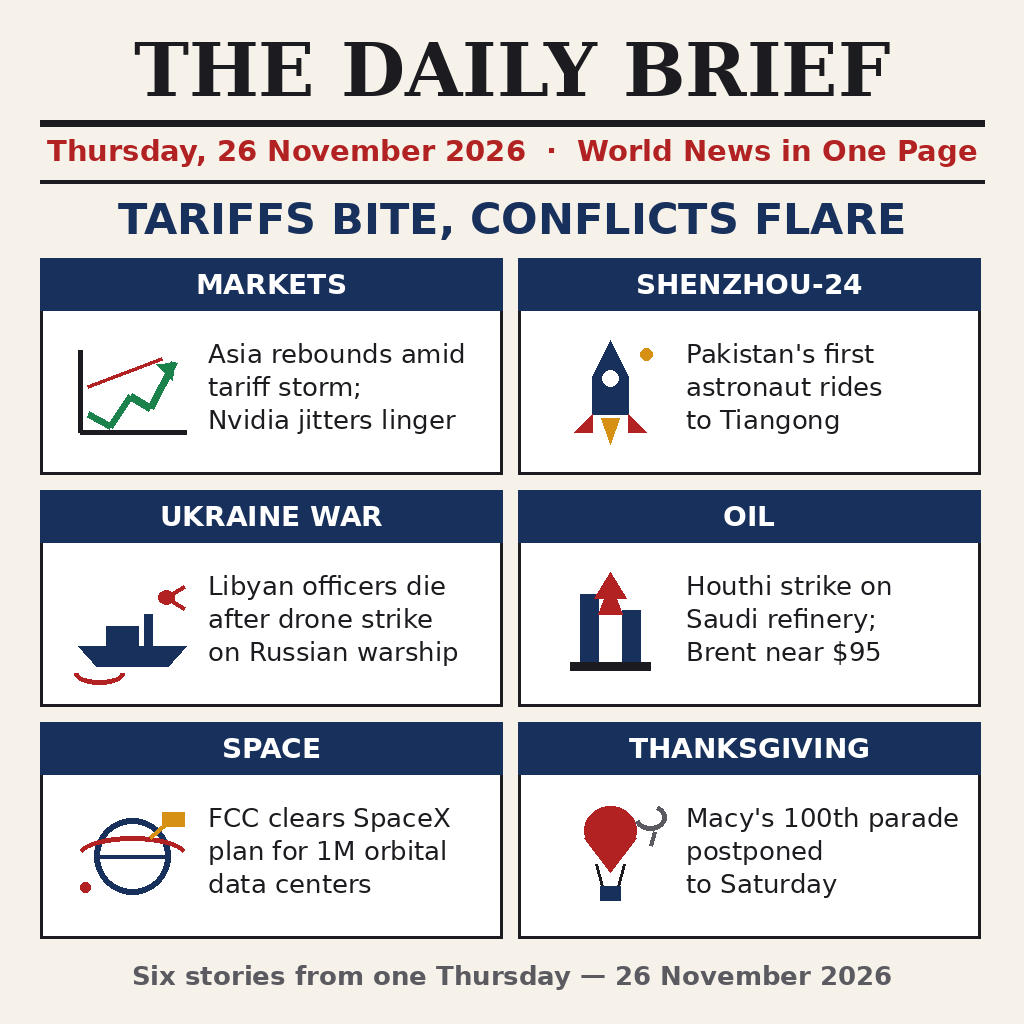 THE DAILY BRIEF
Thursday, 26 November 2026 · World News in One Page
TARIFFS BITE, CONFLICTS FLARE
MARKETS
Asia rebounds amid
tariff storm;
Nvidia jitters linger
SHENZHOU-24
Pakistan's first
astronaut rides
to Tiangong
UKRAINE WAR
Libyan officers die
after drone strike
on Russian warship
OIL
Houthi strike on
Saudi refinery;
Brent near $95
SPACE
FCC clears SpaceX
plan for 1M orbital
data centers
THANKSGIVING
Macy's 100th parade
postponed
to Saturday
Six stories from one Thursday — 26 November 2026